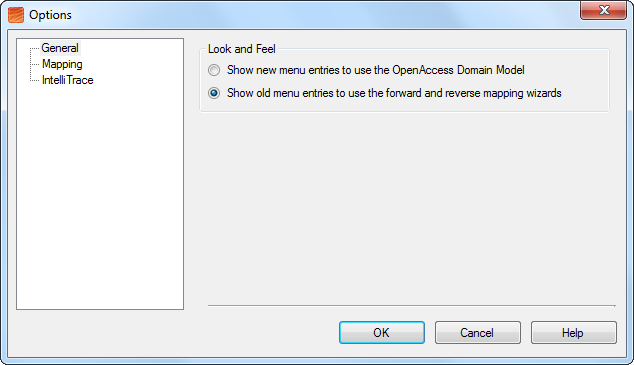 Options
General
Mapping
IntelliTrace
Look and Feel
Show new menu entries to use the OpenAccess Domain Model
Show old menu entries to use the forward and reverse mapping wizards
OK
Cancel
Help